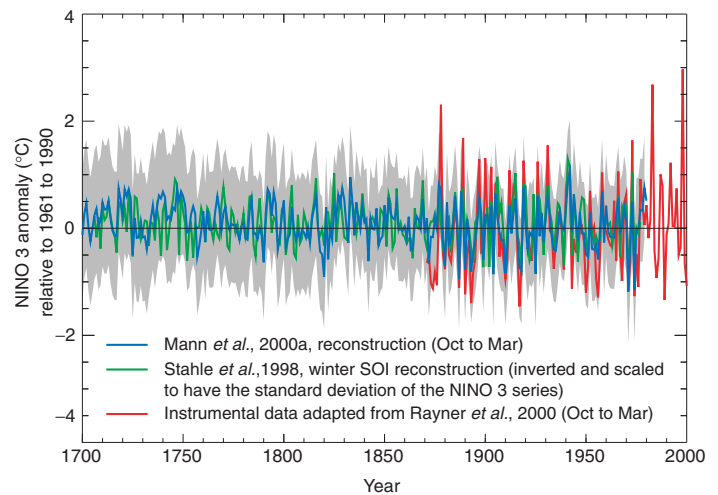 4
2
0
−2
−4
NINO 3 anomaly (°C)
relative to 1961 to 1990
Mann et al., 2000a, reconstruction (Oct to Mar)
Stahle et al.,1998, winter SOI reconstruction (inverted and scaled
to have the standard deviation of the NINO 3 series)
Instrumental data adapted from Rayner et al., 2000 (Oct to Mar)
1700 1750 1800 1850 1900 1950 2000
Year